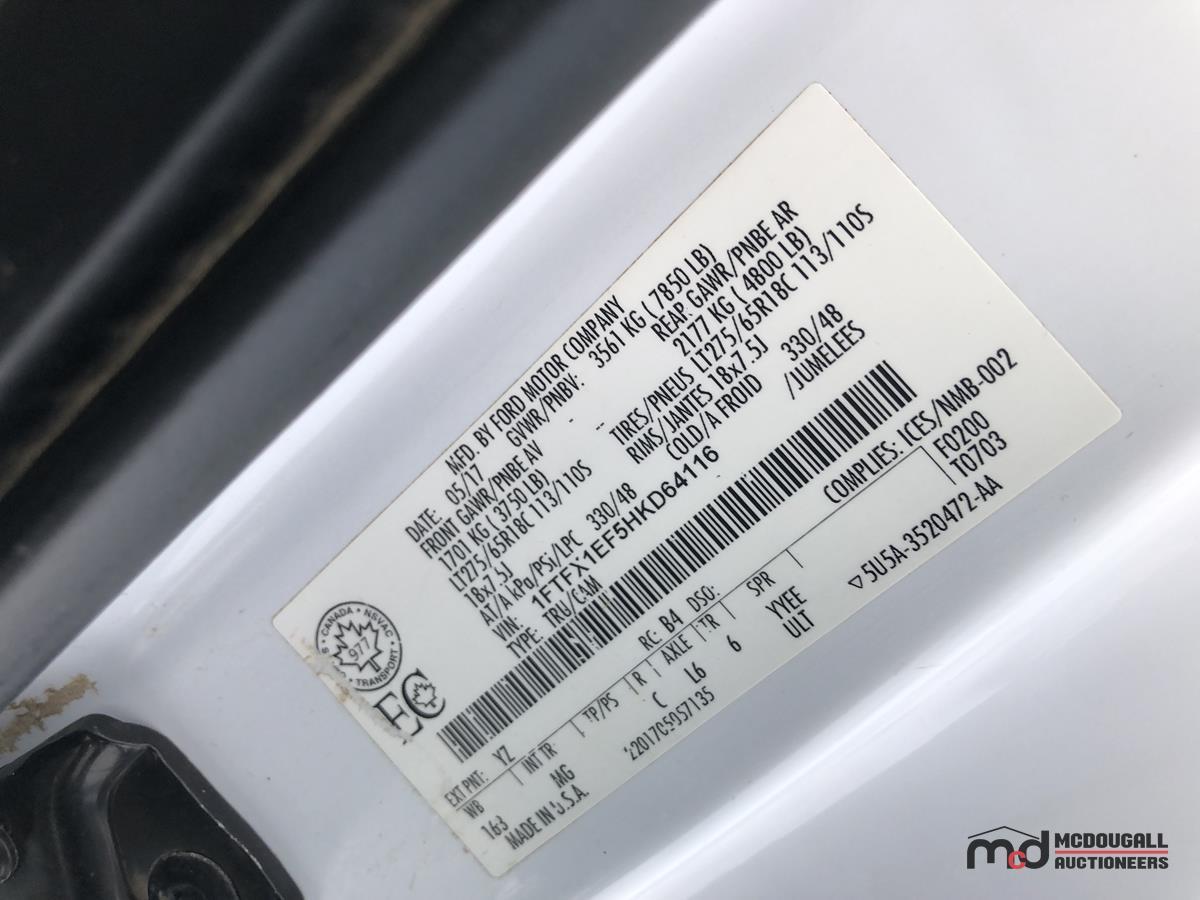 MFD. BY FORD MOTOR COMPANY
DATE: 05/17 GVWR/PNBV: 3561 KG ( 7850 LB)
FRONT GAWR/PNBE AV REAR GAWR/PNBE AR
1701 KG ( 3750 LB) -- 2177 KG ( 4800 LB)
LT275/65R18C 113/110S TIRES/PNEUS LT275/65R18C 113/110S
18x7.5J RIMS/JANTES 18x7.5J
AT/A kPa/PSi/LPC 330/48 COLD/A FROID 330/48
VIN: 1FTFX1EF5HKD64116 /JUMELEES
TYPE: TRU/CAM
CANADA • NSVAC
977
TRANSPORT
EC
COMPLIES: ICES/NMB-002
EXT PNT: YZ RC: B4 DSO: F0200
WB INT TR TP/PS R AXLE TR SPR T0703
163 MG C L6 6 YYEE
MADE IN U.S.A. ULT
5U5A-3520472-AA
mcd MCDOUGALL
AUCTIONEERS